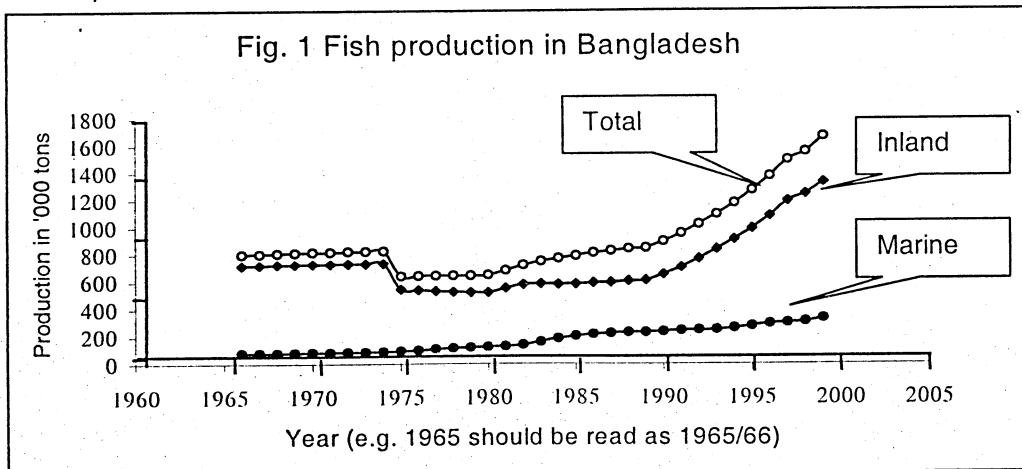 Fig. 1 Fish production in Bangladesh
Production in '000 tons
1800
1600
1400
1200
1000
800
600
400
200
0
Total
Inland
Marine
1960 1965 1970 1975 1980 1985 1990 1995 2000 2005
Year (e.g. 1965 should be read as 1965/66)